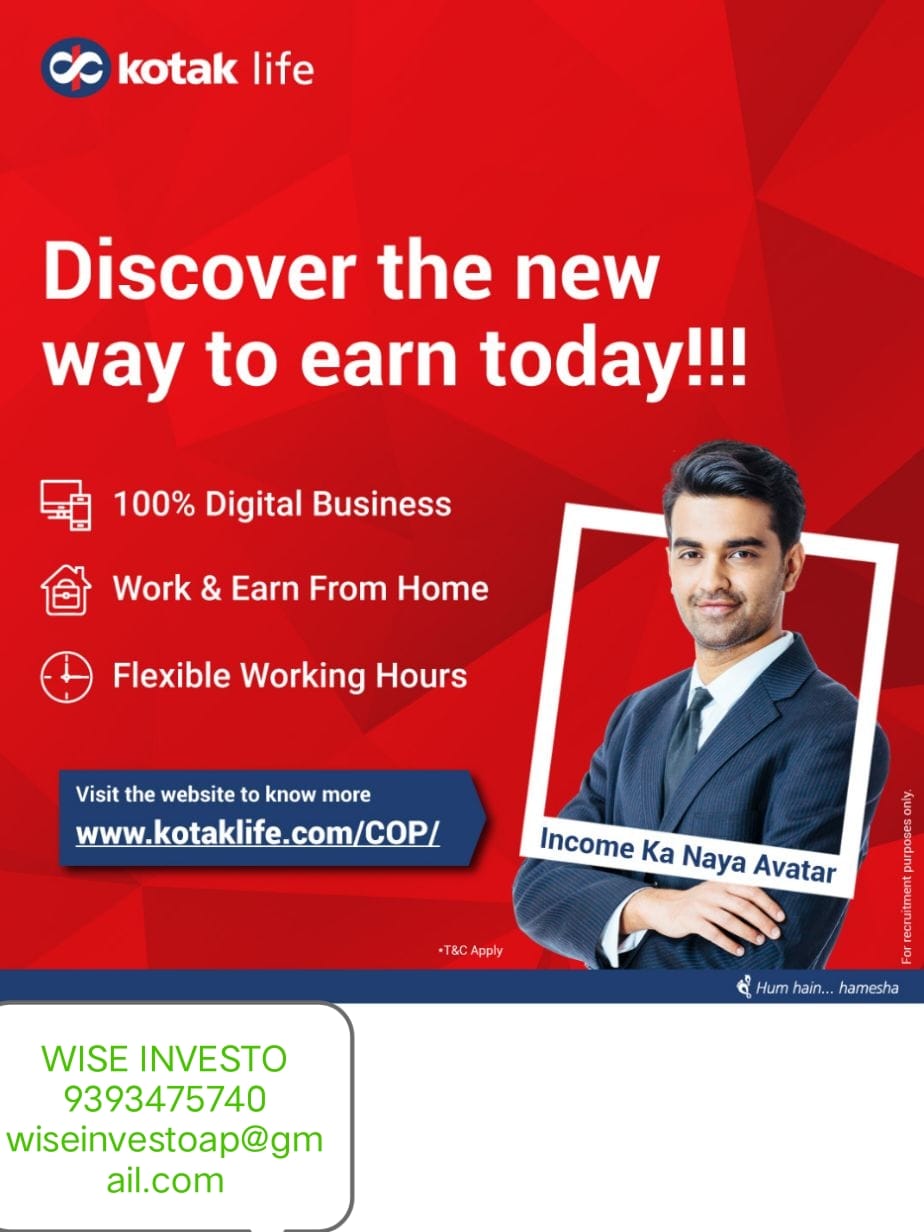 kotak life
Discover the new
way to earn today!!!
100% Digital Business
Work & Earn From Home
Flexible Working Hours
Visit the website to know more
www.kotaklife.com/COP/
Income Ka Naya Avatar
For recruitment purposes only.
*T&C Apply
Hum hain... hamesha
WISE INVESTO
9393475740
wiseinvestoap@gm
ail.com